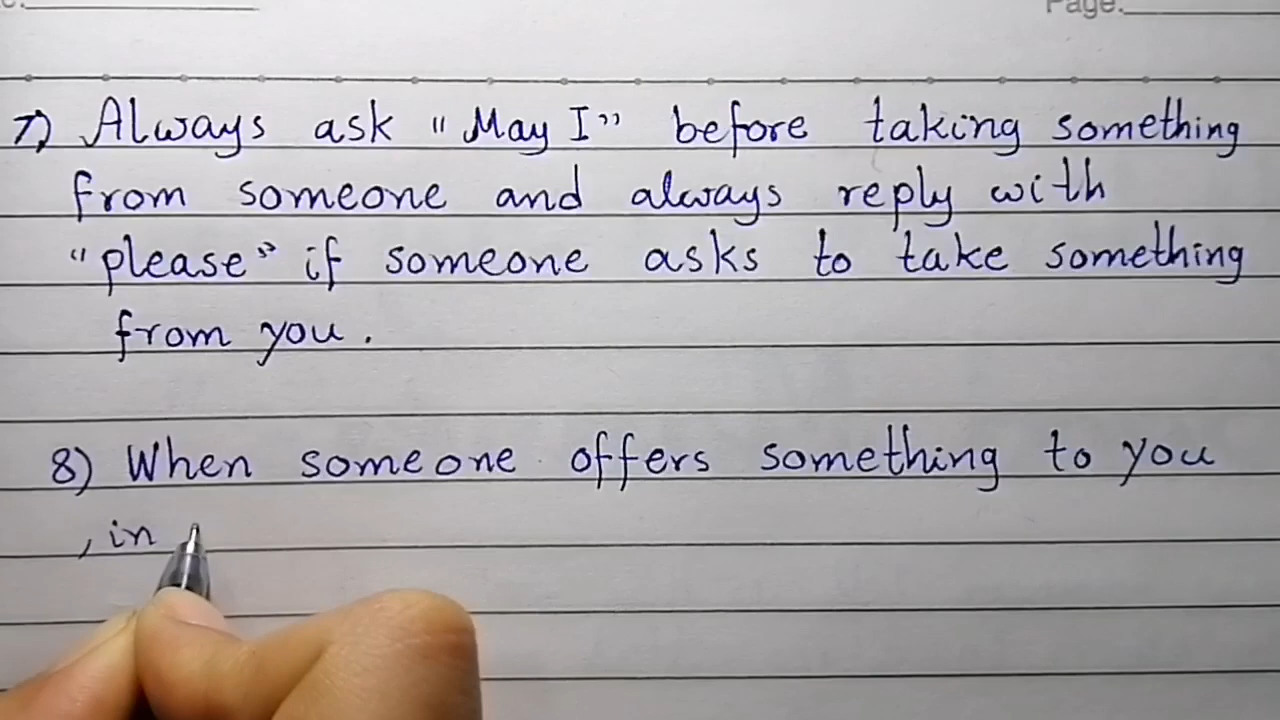 Page:
7) Always ask "May I" before taking something
from someone and always reply with
"please" if someone asks to take something
from you.
8) When someone offers something to you
, in